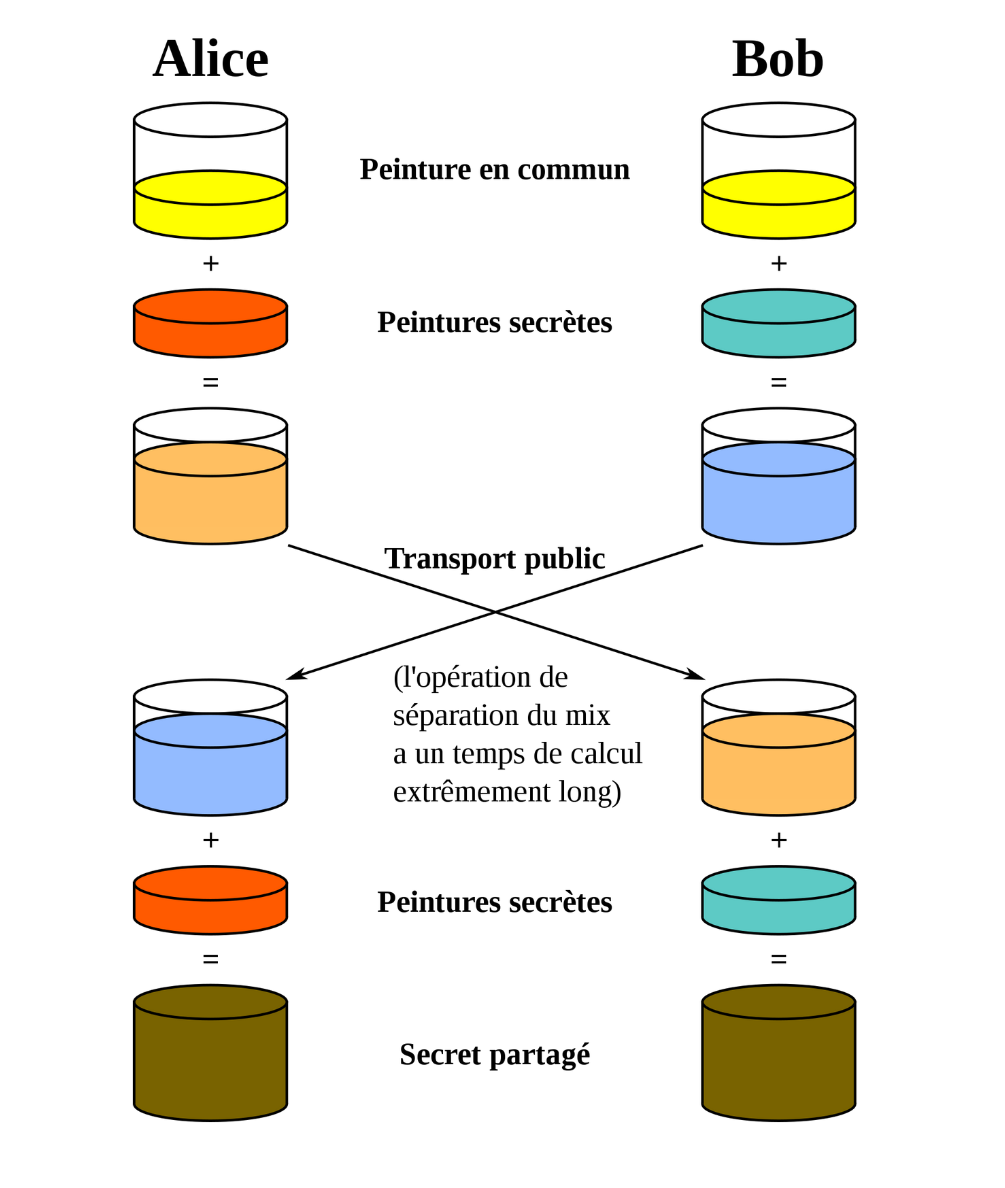 Alice
Bob
Peinture en commun
+
+
Peintures secrètes
=
=
Transport public
(l'opération de
séparation du mix
a un temps de calcul
extrêmement long)
+
+
Peintures secrètes
=
=
Secret partagé